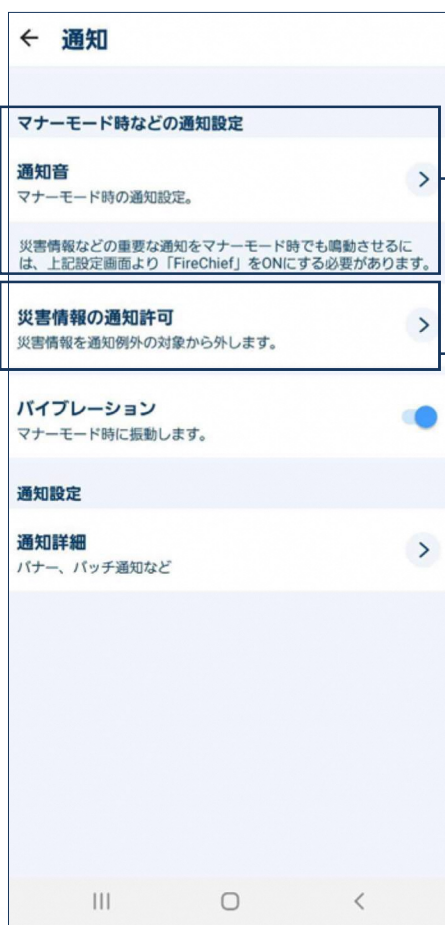 通知
マナーモード時などの通知設定
通知音
マナーモード時の通知設定。
災害情報などの重要な通知をマナーモード時でも鳴動させるに
は、上記設定画面より「FireChief」をONにする必要があります。
災害情報の通知許可
災害情報を通知例外の対象から外します。
バイブレーション
マナーモード時に振動します。
通知設定
通知詳細
バナー、バッチ通知など